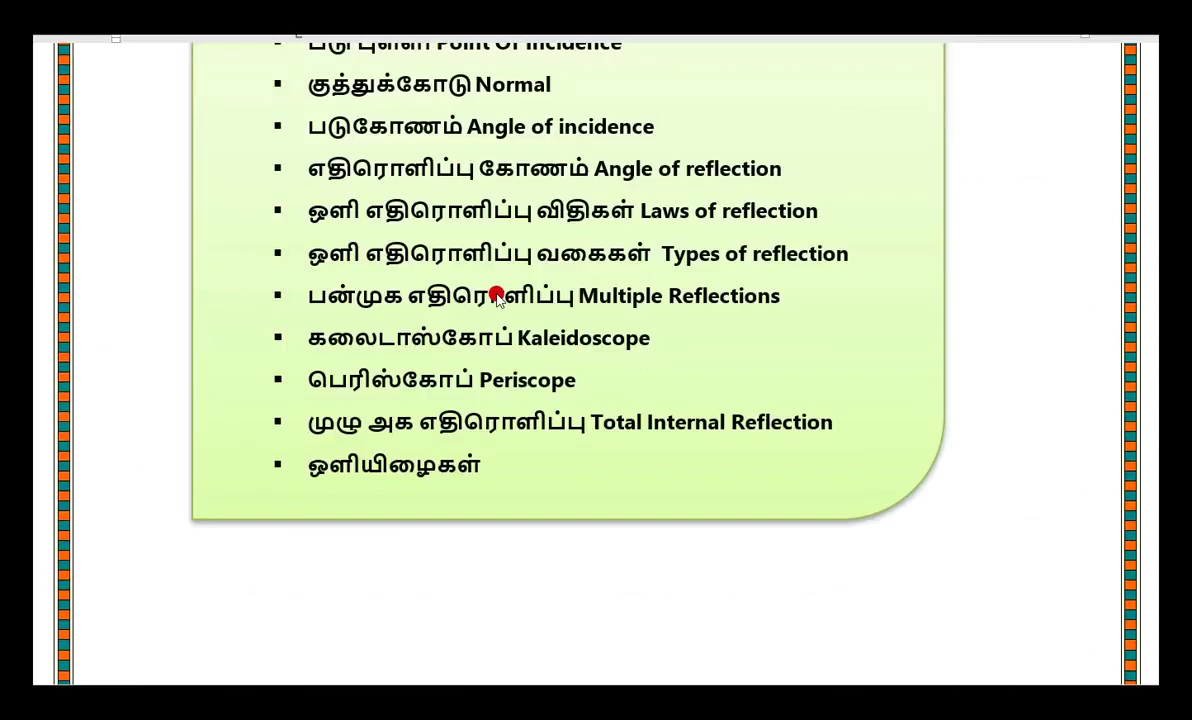 படு புள்ளி Point Of Incidence
குத்துக்கோடு Normal
படுகோணம் Angle of incidence
எதிரொளிப்பு கோணம் Angle of reflection
ஒளி எதிரொளிப்பு விதிகள் Laws of reflection
ஒளி எதிரொளிப்பு வகைகள் Types of reflection
பன்முக எதிரொளிப்பு Multiple Reflections
கலைடாஸ்கோப் Kaleidoscope
பெரிஸ்கோப் Periscope
முழு அக எதிரொளிப்பு Total Internal Reflection
ஒளியிழைகள்